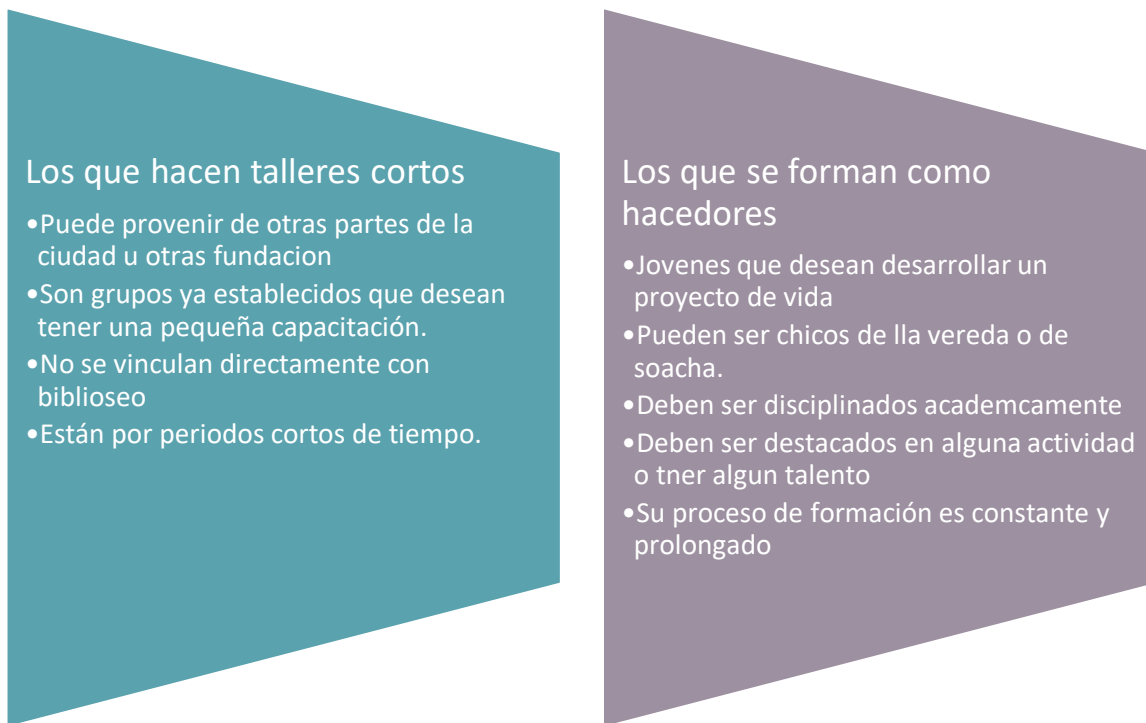 Los que hacen talleres cortos
•Puede provenir de otras partes de la
ciudad u otras fundacion
•Son grupos ya establecidos que desean
tener una pequeña capacitación.
•No se vinculan directamente con
biblioseo
•Están por periodos cortos de tiempo.
Los que se forman como
hacedores
•Jovenes que desean desarrollar un
proyecto de vida
•Pueden ser chicos de lla vereda o de
soacha.
•Deben ser disciplinados academcamente
•Deben ser destacados en alguna actividad
o tner algun talento
•Su proceso de formación es constante y
prolongado